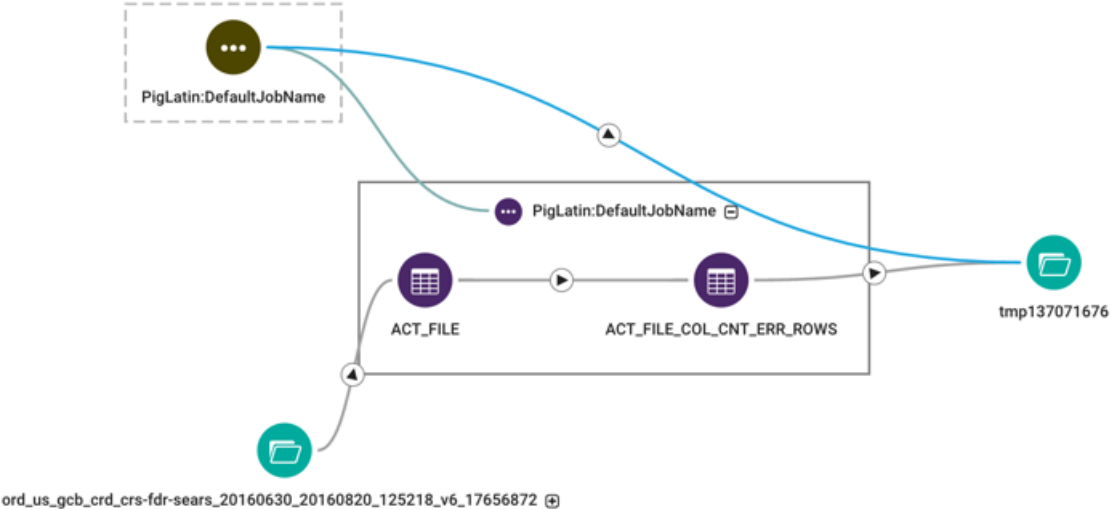 PigLatin:DefaultJobName
PigLatin:DefaultJobName
ACT_FILE
ACT_FILE_COL_CNT_ERR_ROWS
tmp137071676
ord_us_gcb_crd_crs-fdr-sears_20160630_20160820_125218_v6_17656872